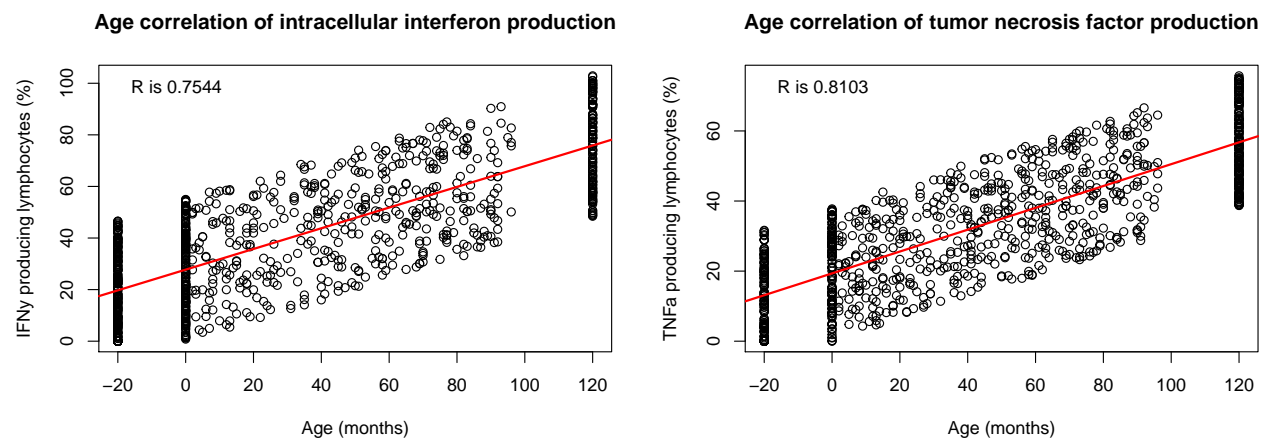 Age correlation of intracellular interferon production
R is 0.7544
IFNy producing lymphocytes (%)
0 20 40 60 80 100
−20 0 20 40 60 80 100 120
Age (months)
Age correlation of tumor necrosis factor production
R is 0.8103
TNFa producing lymphocytes (%)
0 20 40 60
−20 0 20 40 60 80 100 120
Age (months)